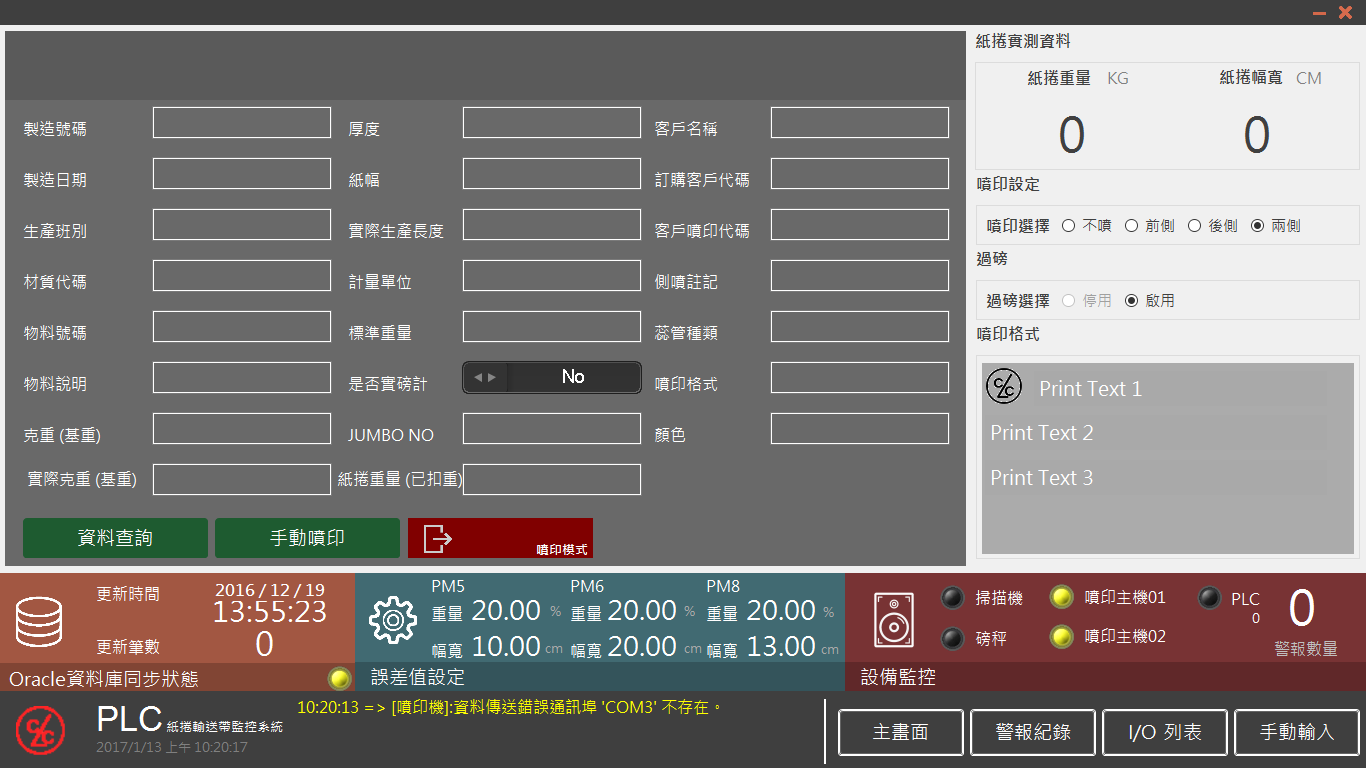 紙捲實測資料
紙捲重量 KG 紙捲幅寬 CM
0 0
製造號碼 厚度 客戶名稱
製造日期 紙幅 訂購客戶代碼
生產班別 實際生產長度 客戶噴印代碼
材質代碼 計量單位 側噴註記
物料號碼 標準重量 蕊管種類
物料說明 是否實磅計 No 噴印格式
克重 (基重) JUMBO NO 顏色
實際克重 (基重) 紙捲重量 (已扣重)
資料查詢 手動噴印 噴印模式
噴印設定
噴印選擇 不噴 前側 後側 兩側
過磅
過磅選擇 停用 啟用
噴印格式
Print Text 1
Print Text 2
Print Text 3
更新時間 2016 / 12 / 19
13:55:23
更新筆數 0
Oracle資料庫同步狀態
PM5 PM6 PM8
重量 20.00 % 重量 20.00 % 重量 20.00 %
幅寬 10.00 cm 幅寬 20.00 cm 幅寬 13.00 cm
誤差值設定
掃描機 噴印主機01 PLC 0
磅秤 噴印主機02
0
警報數量
設備監控
PLC 紙捲輸送帶監控系統
2017/1/13 上午 10:20:17
10:20:13 => [噴印機]:資料傳送錯誤通訊埠 'COM3' 不存在。
主畫面 警報紀錄 I/O 列表 手動輸入